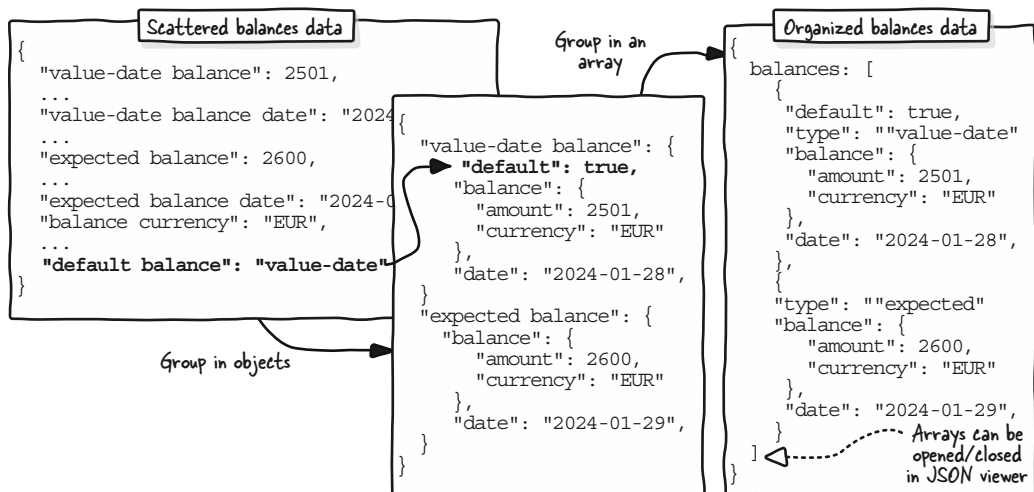 Scattered balances data
{
"value-date balance": 2501,
...
"value-date balance date": "2024
...
"expected balance": 2600,
...
"expected balance date": "2024-0
"balance currency": "EUR",
...
"default balance": "value-date"
}
Group in objects
{
"value-date balance": {
"default": true,
"balance": {
"amount": 2501,
"currency": "EUR"
},
"date": "2024-01-28",
}
"expected balance": {
"balance": {
"amount": 2600,
"currency": "EUR"
},
"date": "2024-01-29",
}
}
Group in an
array
Organized balances data
{
balances: [
{
"default": true,
"type": ""value-date"
"balance": {
"amount": 2501,
"currency": "EUR"
},
"date": "2024-01-28",
},
{
"type": ""expected"
"balance": {
"amount": 2600,
"currency": "EUR"
},
"date": "2024-01-29",
}
]
}
Arrays can be
opened/closed
in JSON viewer